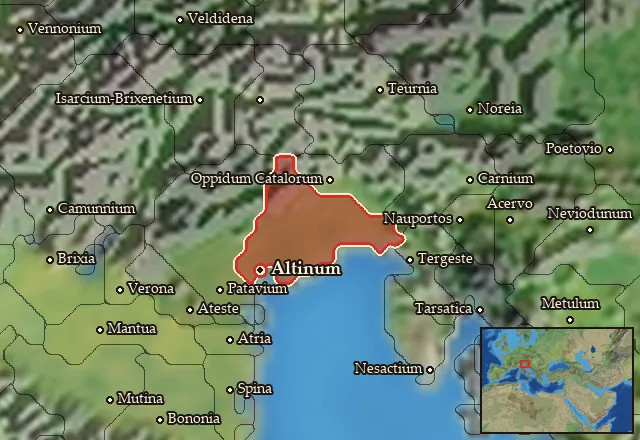 Veldidena
Vennonium
Teurnia
Isarcium-Brixenetium
Noreia
Poetovio
Oppidum Catalorum
Carnium
Camunnium
Acervo
Nauportos
Neviodunum
Brixia
Tergeste
Altinum
Verona
Patavium
Ateste
Tarsatica
Metulum
Mantua
Atria
Nesactium
Spina
Mutina
Bononia